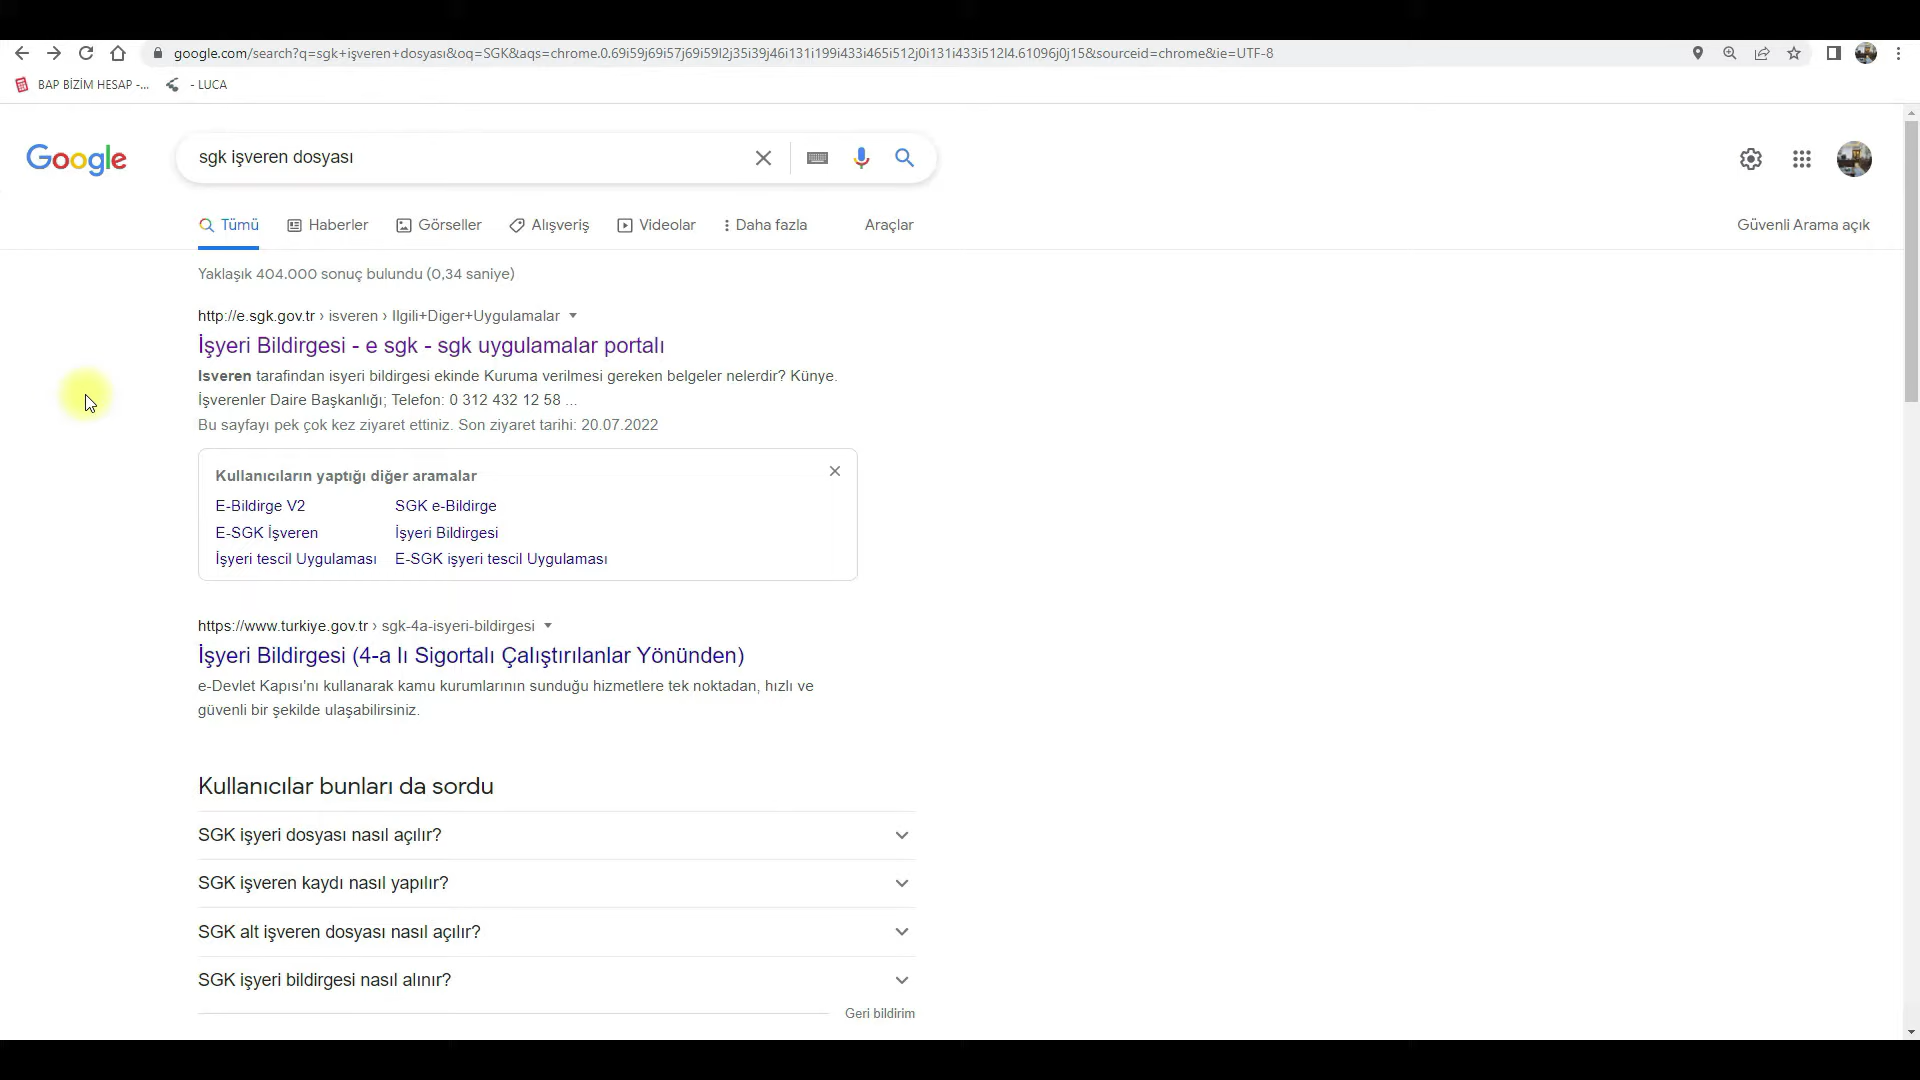 google.com/search?q=sgk+işveren+dosyası&oq=SGK&aqs=chrome.0.69i59j69i57j69i59l2j35i39j46i131i199i433i465i512j0i131i433i512l4.61096j0j15&sourceid=chrome&ie=UTF-8
BAP BİZİM HESAP -... - LUCA
Google
sgk işveren dosyası
Tümü Haberler Görseller Alışveriş Videolar Daha fazla Araçlar Güvenli Arama açık
Yaklaşık 404.000 sonuç bulundu (0,34 saniye)
http://e.sgk.gov.tr › isveren › Ilgili+Diger+Uygulamalar
İşyeri Bildirgesi - e sgk - sgk uygulamalar portalı
Isveren tarafından isyeri bildirgesi ekinde Kuruma verilmesi gereken belgeler nelerdir? Künye.
İşverenler Daire Başkanlığı; Telefon: 0 312 432 12 58 ...
Bu sayfayı pek çok kez ziyaret ettiniz. Son ziyaret tarihi: 20.07.2022
Kullanıcıların yaptığı diğer aramalar
E-Bildirge V2 SGK e-Bildirge
E-SGK İşveren İşyeri Bildirgesi
İşyeri tescil Uygulaması E-SGK işyeri tescil Uygulaması
https://www.turkiye.gov.tr › sgk-4a-isyeri-bildirgesi
İşyeri Bildirgesi (4-a lı Sigortalı Çalıştırılanlar Yönünden)
e-Devlet Kapısı'nı kullanarak kamu kurumlarının sunduğu hizmetlere tek noktadan, hızlı ve
güvenli bir şekilde ulaşabilirsiniz.
Kullanıcılar bunları da sordu
SGK işyeri dosyası nasıl açılır?
SGK işveren kaydı nasıl yapılır?
SGK alt işveren dosyası nasıl açılır?
SGK işyeri bildirgesi nasıl alınır?
Geri bildirim